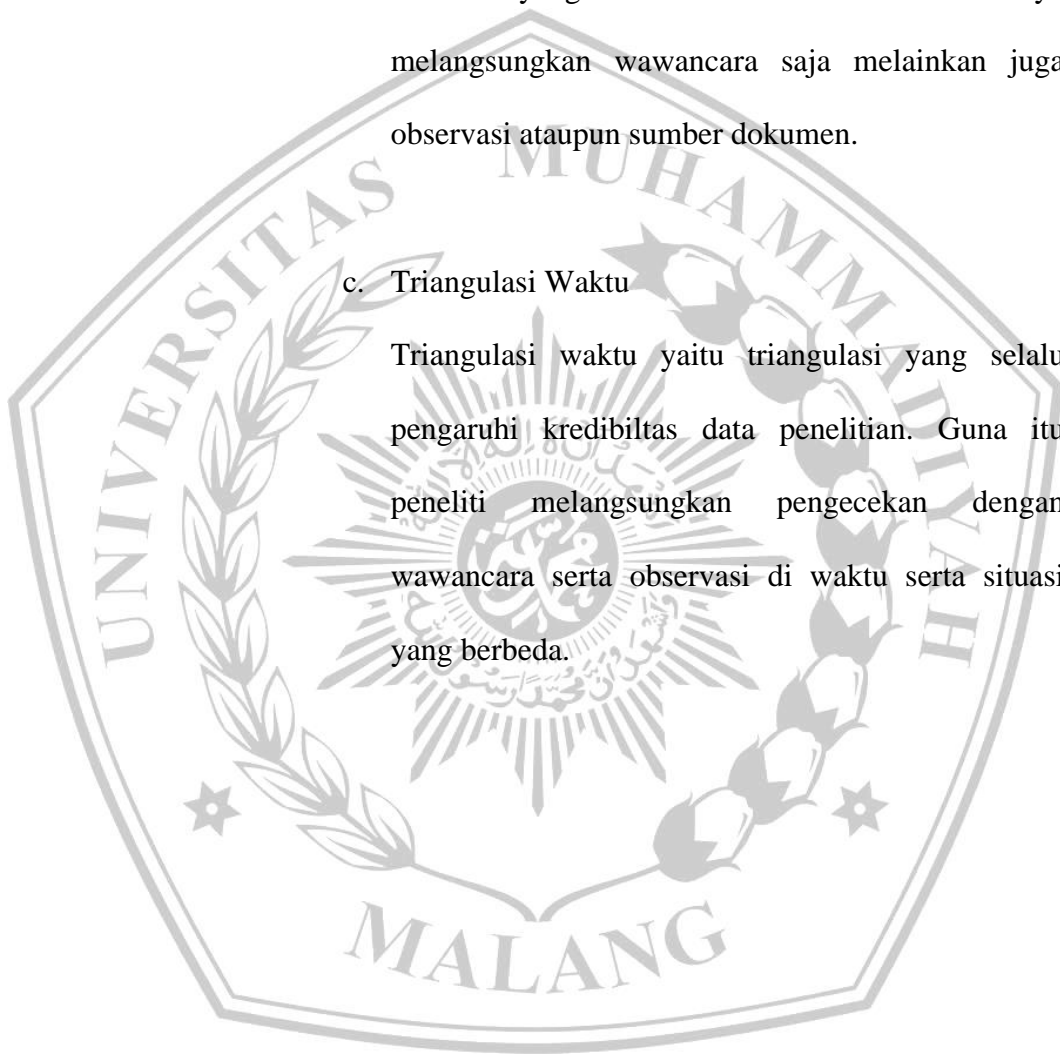 melangsungkan wawancara saja melainkan juga
observasi ataupun sumber dokumen.
UNIVERSITAS MUHAMMADIYAH
c. Triangulasi Waktu
Triangulasi waktu yaitu triangulasi yang selalu
pengaruhi kredibiltas data penelitian. Guna itu
peneliti melangsungkan pengecekan dengan
wawancara serta observasi di waktu serta situasi
yang berbeda.
MALANG